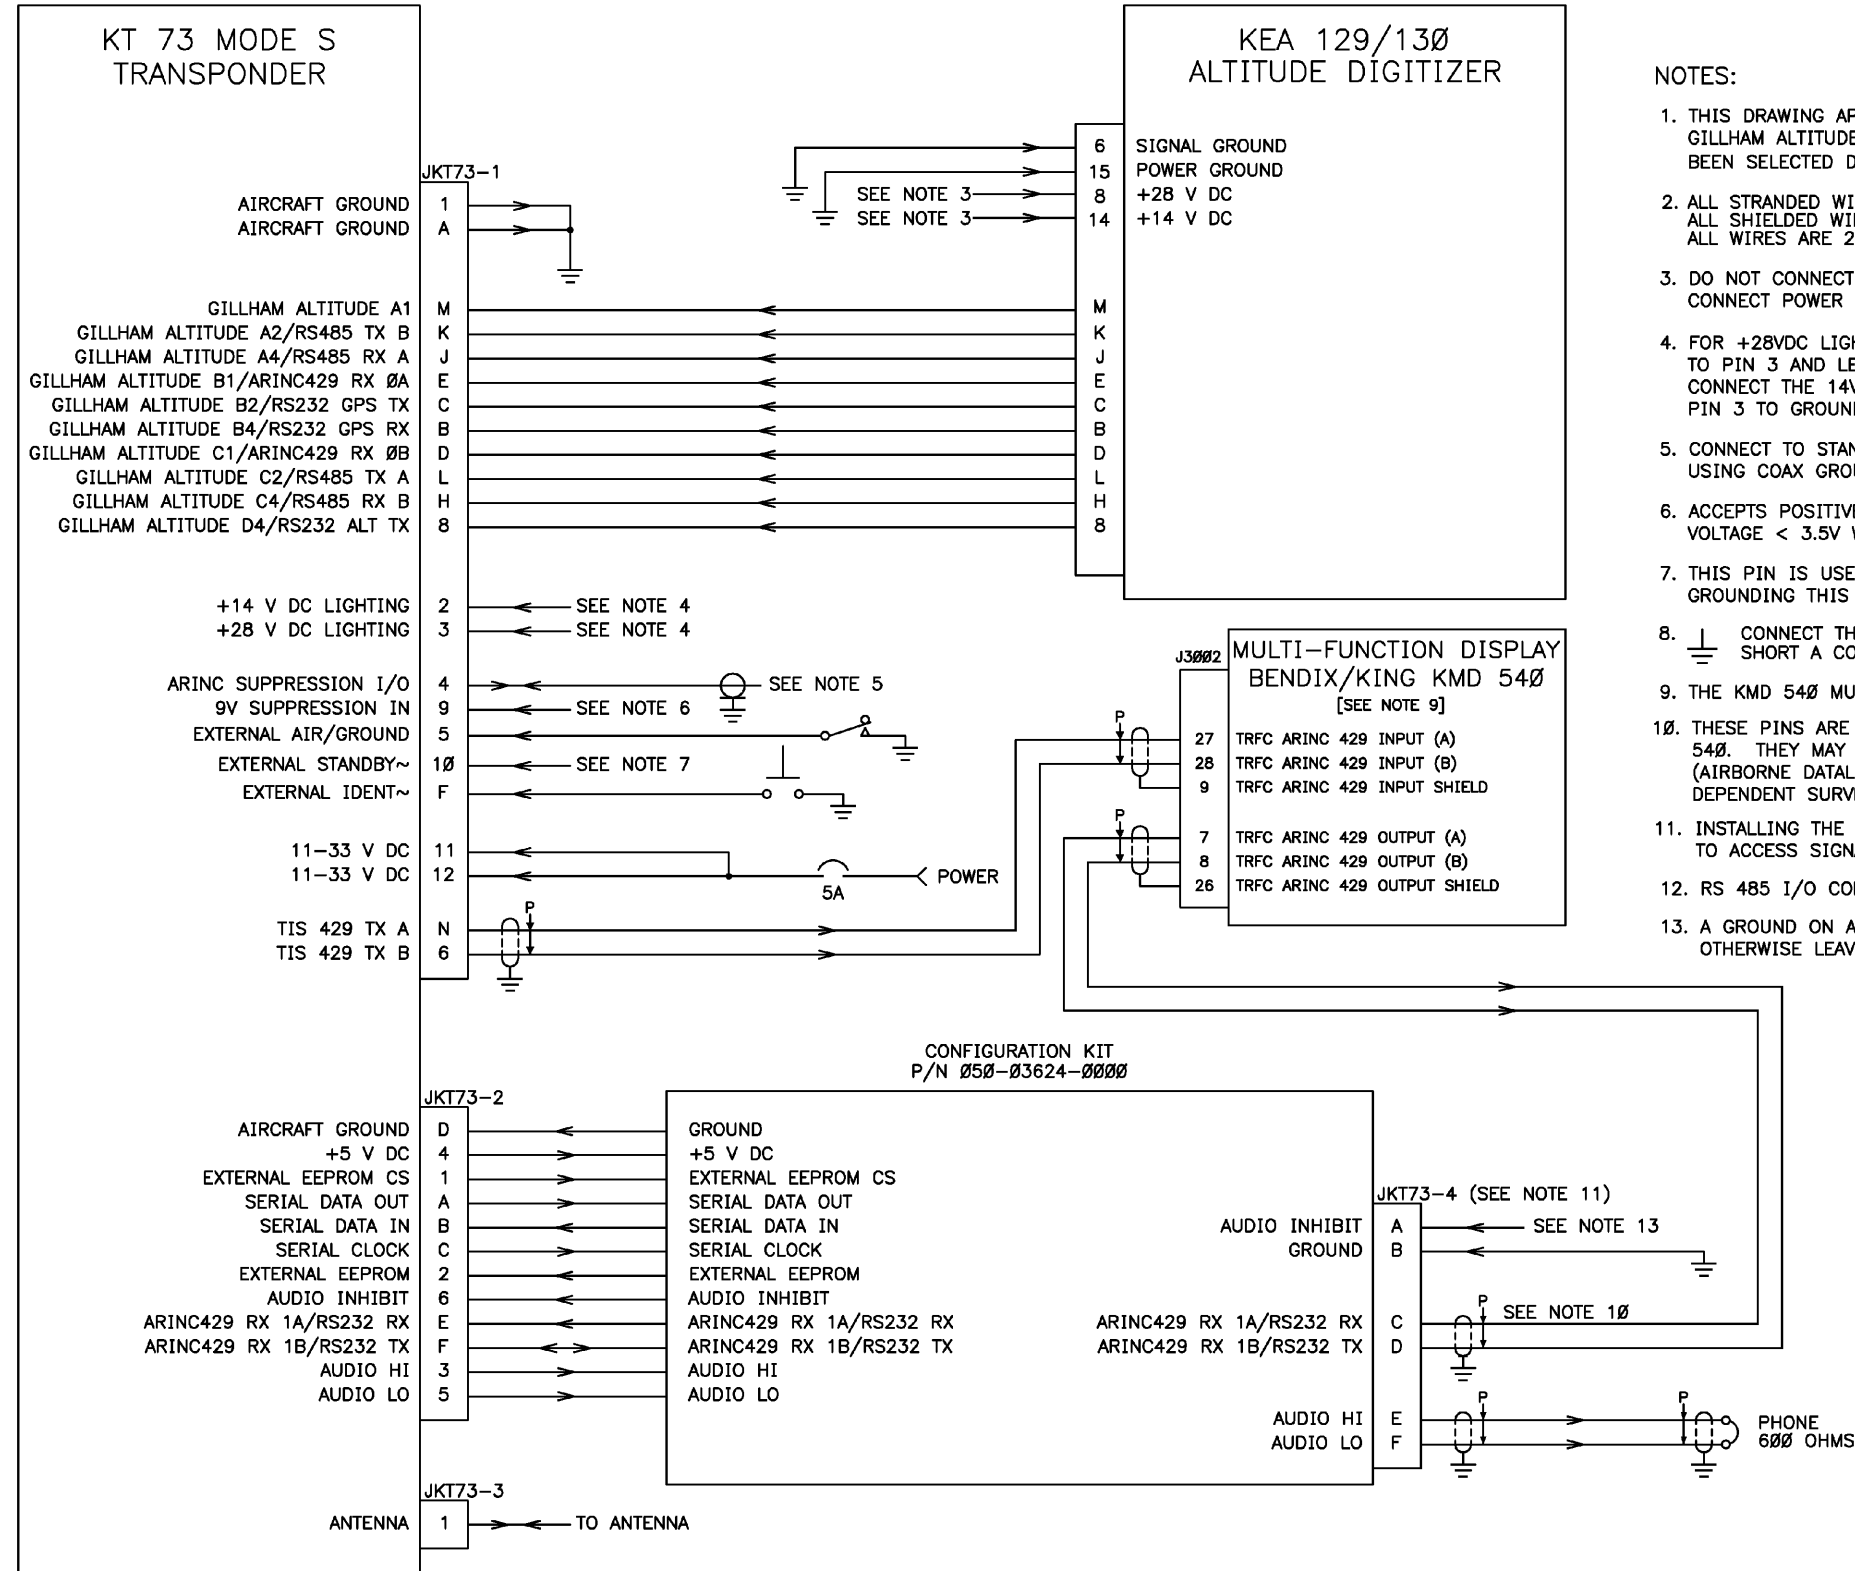 KT 73 MODE S
TRANSPONDER
JKT73-1
AIRCRAFT GROUND 1
AIRCRAFT GROUND A
GILLHAM ALTITUDE A1 M
GILLHAM ALTITUDE A2/RS485 TX B K
GILLHAM ALTITUDE A4/RS485 RX A J
GILLHAM ALTITUDE B1/ARINC429 RX ØA E
GILLHAM ALTITUDE B2/RS232 GPS TX C
GILLHAM ALTITUDE B4/RS232 GPS RX B
GILLHAM ALTITUDE C1/ARINC429 RX ØB D
GILLHAM ALTITUDE C2/RS485 TX A L
GILLHAM ALTITUDE C4/RS485 RX B H
GILLHAM ALTITUDE D4/RS232 ALT TX 8
+14 V DC LIGHTING 2 SEE NOTE 4
+28 V DC LIGHTING 3 SEE NOTE 4
ARINC SUPPRESSION I/O 4 SEE NOTE 5
9V SUPPRESSION IN 9 SEE NOTE 6
EXTERNAL AIR/GROUND 5
EXTERNAL STANDBY~ 1Ø SEE NOTE 7
EXTERNAL IDENT~ F
11-33 V DC 11
11-33 V DC 12
5A
POWER
P
TIS 429 TX A N
TIS 429 TX B 6
KEA 129/13Ø
ALTITUDE DIGITIZER
6 SIGNAL GROUND
15 POWER GROUND
SEE NOTE 3 8 +28 V DC
SEE NOTE 3 14 +14 V DC
M
K
J
E
C
B
D
L
H
8
J3ØØ2
MULTI-FUNCTION DISPLAY
BENDIX/KING KMD 54Ø
[SEE NOTE 9]
P
27 TRFC ARINC 429 INPUT (A)
28 TRFC ARINC 429 INPUT (B)
9 TRFC ARINC 429 INPUT SHIELD
P
7 TRFC ARINC 429 OUTPUT (A)
8 TRFC ARINC 429 OUTPUT (B)
26 TRFC ARINC 429 OUTPUT SHIELD
CONFIGURATION KIT
P/N Ø5Ø-Ø3624-ØØØØ
JKT73-2
AIRCRAFT GROUND D GROUND
+5 V DC 4 +5 V DC
EXTERNAL EEPROM CS 1 EXTERNAL EEPROM CS
SERIAL DATA OUT A SERIAL DATA OUT
SERIAL DATA IN B SERIAL DATA IN
SERIAL CLOCK C SERIAL CLOCK
EXTERNAL EEPROM 2 EXTERNAL EEPROM
AUDIO INHIBIT 6 AUDIO INHIBIT
ARINC429 RX 1A/RS232 RX E ARINC429 RX 1A/RS232 RX
ARINC429 RX 1B/RS232 TX F ARINC429 RX 1B/RS232 TX
AUDIO HI 3 AUDIO HI
AUDIO LO 5 AUDIO LO
JKT73-4 (SEE NOTE 11)
AUDIO INHIBIT A SEE NOTE 13
GROUND B
P SEE NOTE 1Ø
ARINC429 RX 1A/RS232 RX C
ARINC429 RX 1B/RS232 TX D
P P
AUDIO HI E
AUDIO LO F
PHONE
6ØØ OHMS
JKT73-3
ANTENNA 1 TO ANTENNA
NOTES:
1. THIS DRAWING AP
GILLHAM ALTITUDE
BEEN SELECTED D
2. ALL STRANDED WI
ALL SHIELDED WI
ALL WIRES ARE 2
3. DO NOT CONNECT
CONNECT POWER
4. FOR +28VDC LIGH
TO PIN 3 AND LE
CONNECT THE 14V
PIN 3 TO GROUN
5. CONNECT TO STAN
USING COAX GROU
6. ACCEPTS POSITIVE
VOLTAGE < 3.5V
7. THIS PIN IS USE
GROUNDING THIS
8. CONNECT TH
SHORT A CO
9. THE KMD 54Ø MU
1Ø. THESE PINS ARE
54Ø. THEY MAY
(AIRBORNE DATAL
DEPENDENT SURV
11. INSTALLING THE
TO ACCESS SIGN
12. RS 485 I/O CO
13. A GROUND ON A
OTHERWISE LEAV